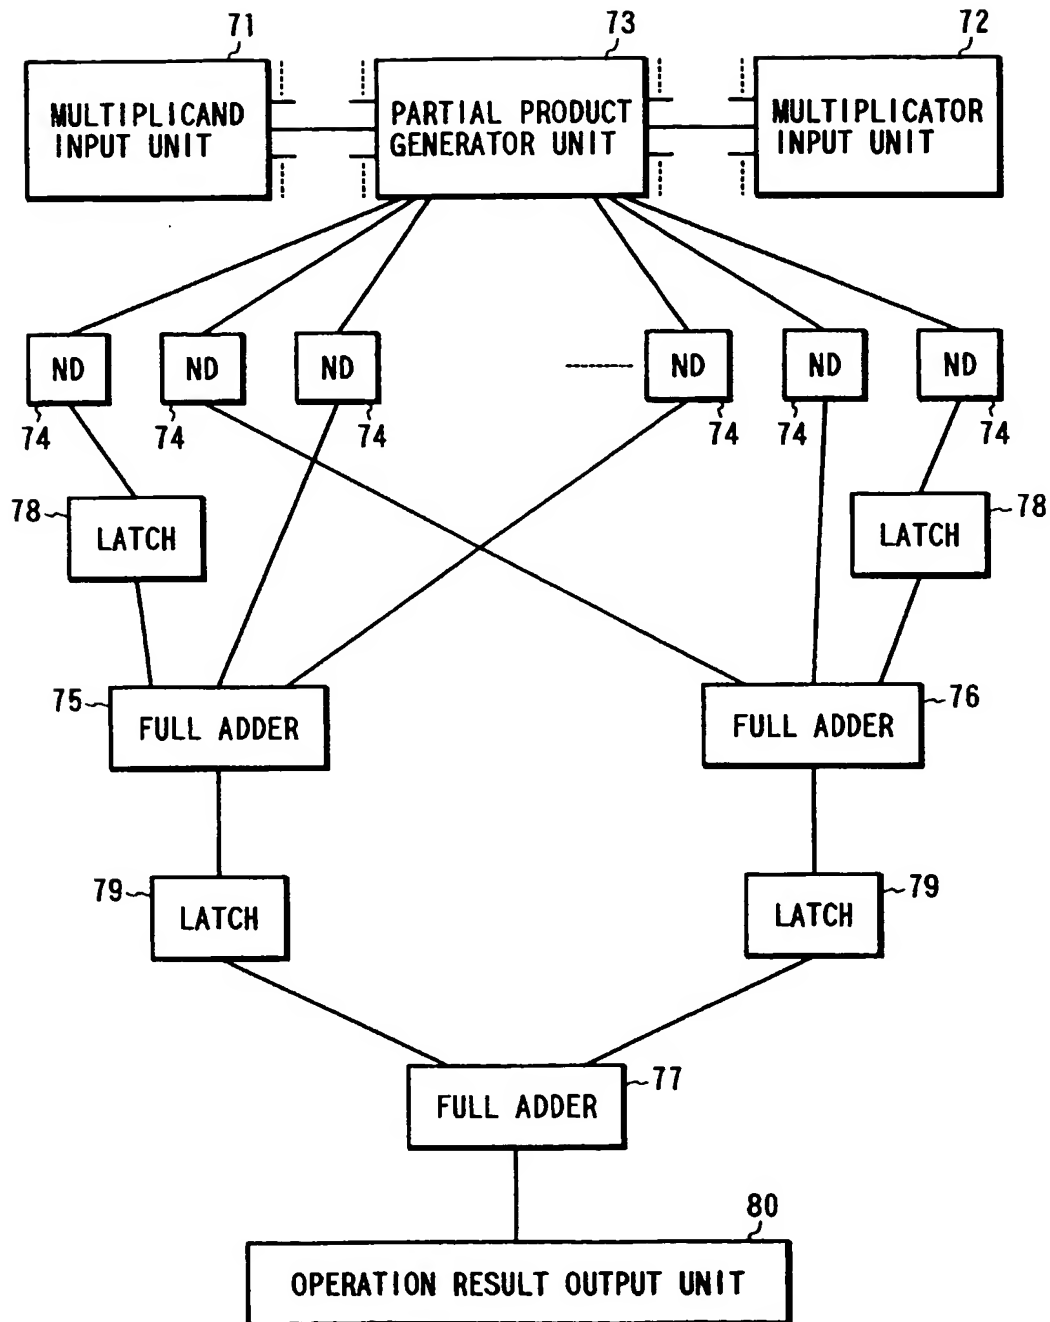 71
73
72
MULTIPLICAND
INPUT UNIT
PARTIAL PRODUCT
GENERATOR UNIT
MULTIPLICATOR
INPUT UNIT
ND
ND
ND
ND
ND
ND
74
74
74
74
74
74
78
LATCH
LATCH
78
75
FULL ADDER
FULL ADDER
76
79
LATCH
LATCH
79
FULL ADDER
77
80
OPERATION RESULT OUTPUT UNIT